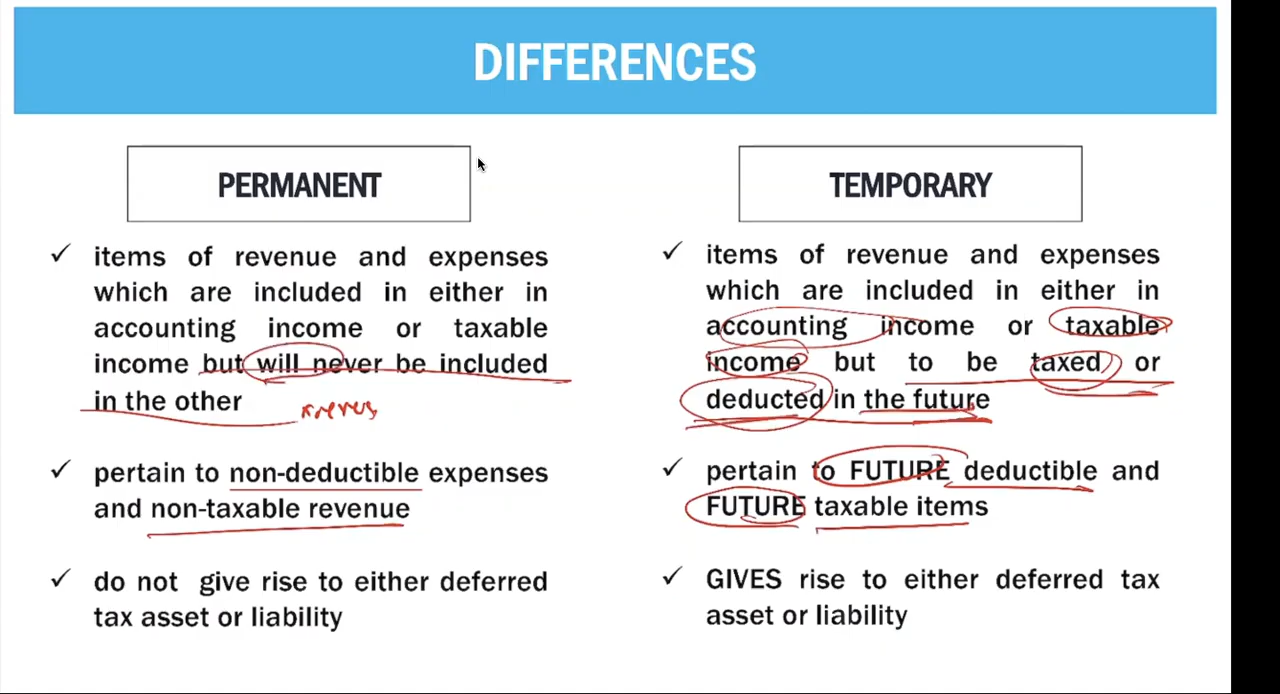 DIFFERENCES
PERMANENT
items of revenue and expenses
which are included in either in
accounting income or taxable
income but will never be included
in the other
pertain to non-deductible expenses
and non-taxable revenue
do not give rise to either deferred
tax asset or liability
TEMPORARY
items of revenue and expenses
which are included in either in
accounting income or taxable
income but to be taxed or
deducted in the future
pertain to FUTURE deductible and
FUTURE taxable items
GIVES rise to either deferred tax
asset or liability